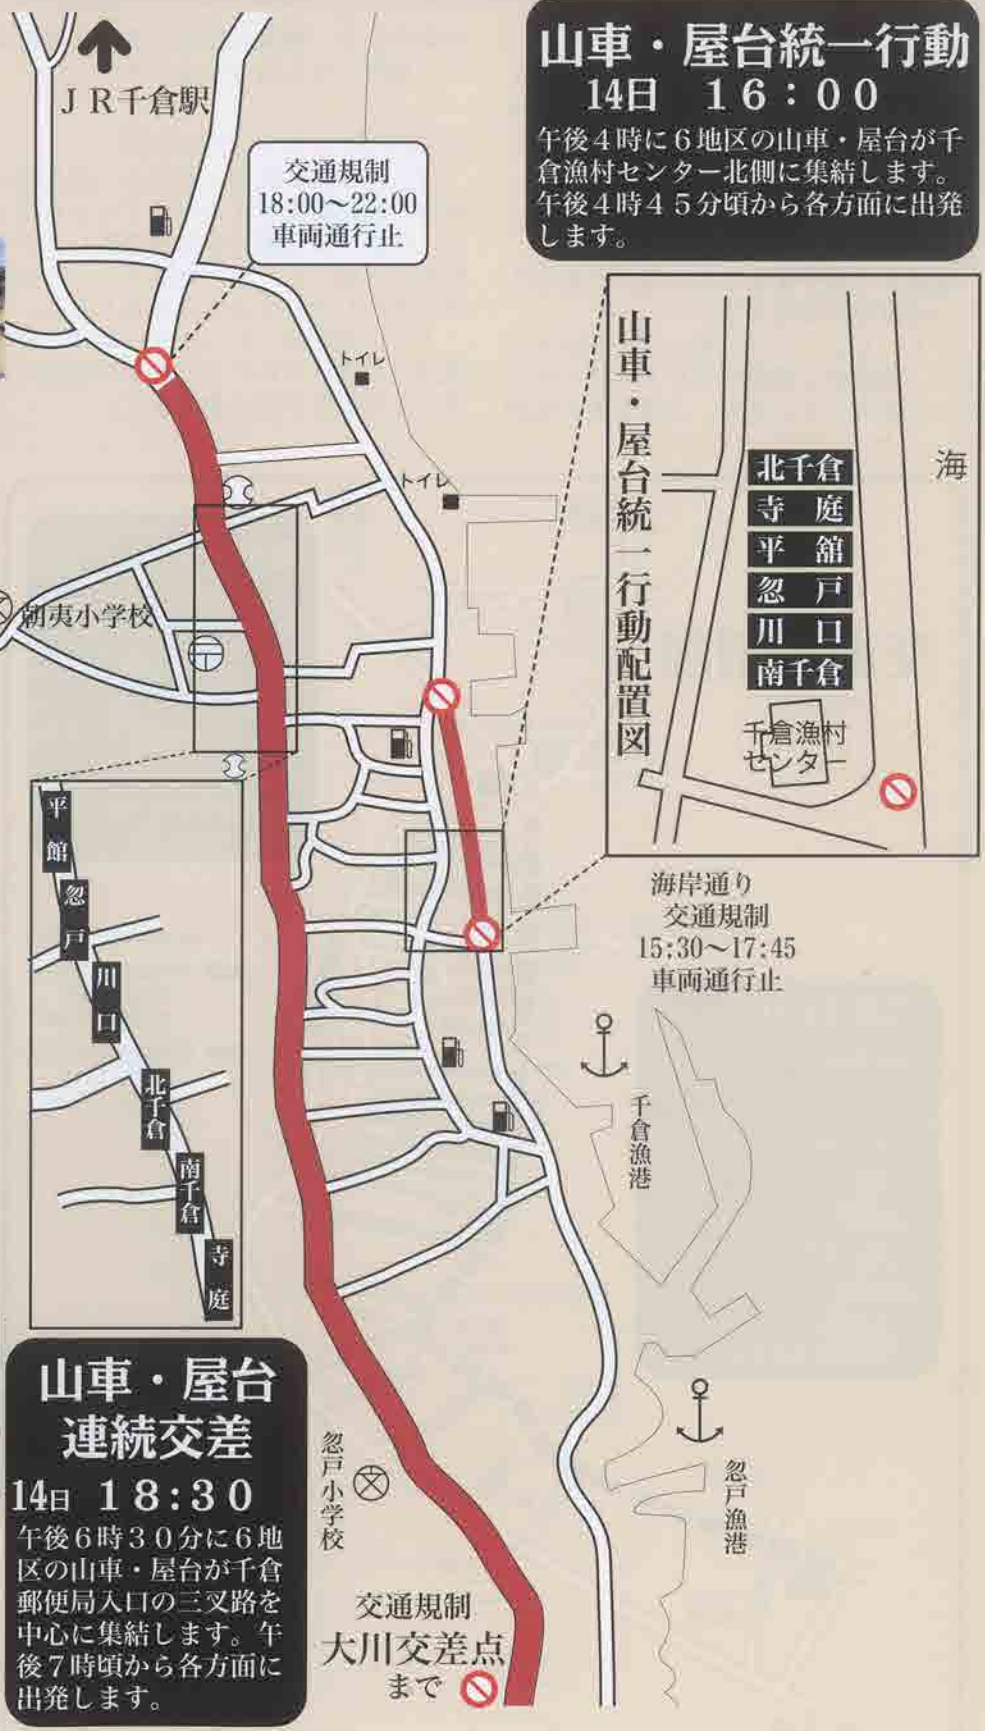 山車・屋台統一行動
14日 16:00
午後4時に6地区の山車・屋台が千
倉漁村センター北側に集結します。
午後4時45分頃から各方面に出発
します。
JR千倉駅
交通規制
18:00～22:00
車両通行止
トイレ
トイレ
朝夷小学校
山車・屋台統一行動配置図
海
北千倉
寺庭
平舘
忽戸
川口
南千倉
千倉漁村
センター
海岸通り
交通規制
15:30～17:45
車両通行止
平館
忽戸
川口
北千倉
南千倉
寺庭
千倉漁港
忽戸漁港
忽戸小学校
文
山車・屋台
連続交差
14日 18:30
午後6時30分に6地
区の山車・屋台が千倉
郵便局入口の三叉路を
中心に集結します。午
後7時頃から各方面に
出発します。
交通規制
大川交差点
まで